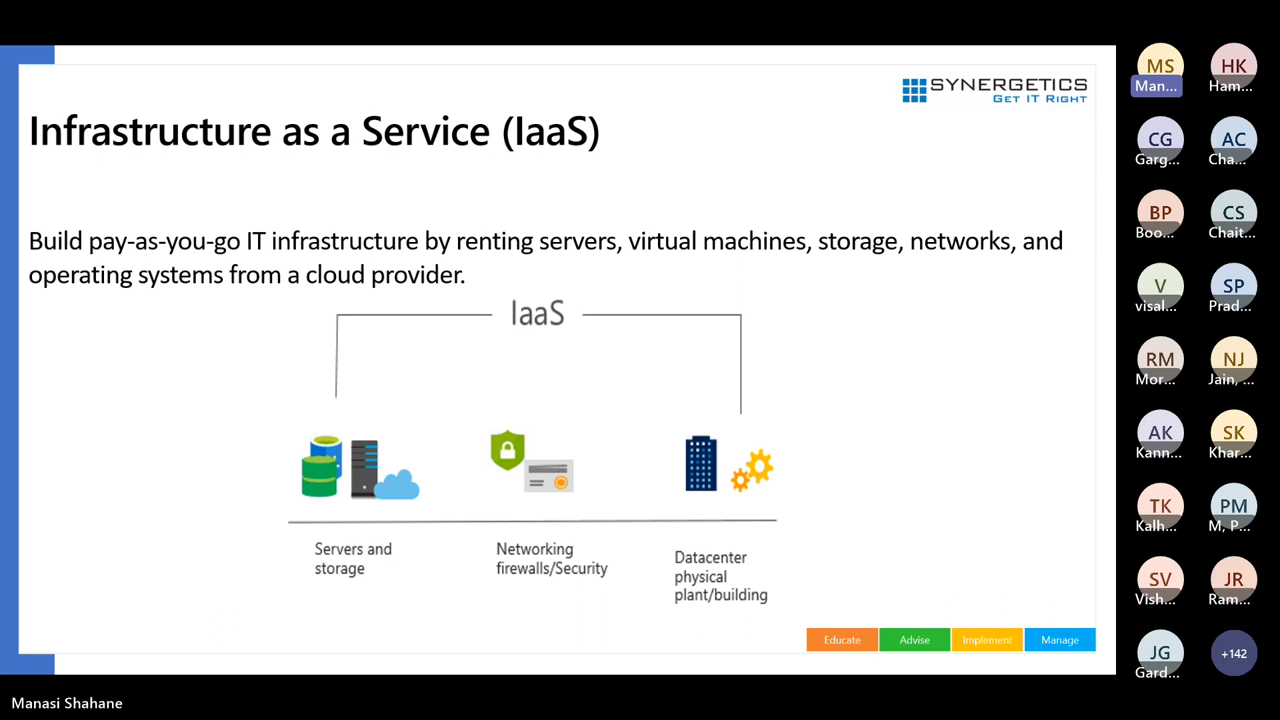 SYNERGETICS
GET IT RIGHT
Infrastructure as a Service (IaaS)
Build pay-as-you-go IT infrastructure by renting servers, virtual machines, storage, networks, and
operating systems from a cloud provider.
IaaS
Servers and
storage
Networking
firewalls/Security
Datacenter
physical
plant/building
Educate
Advise
Implement
Manage
MS
Man...
HK
Ham...
CG
Garg...
AC
Cha...
BP
Boo...
CS
Chait...
V
visal...
SP
Prad...
RM
Mor...
NJ
Jain, ...
AK
Kann...
SK
Khar...
TK
Kalh...
PM
M, P...
SV
Vish...
JR
Ram...
JG
Gard...
+142
Manasi Shahane